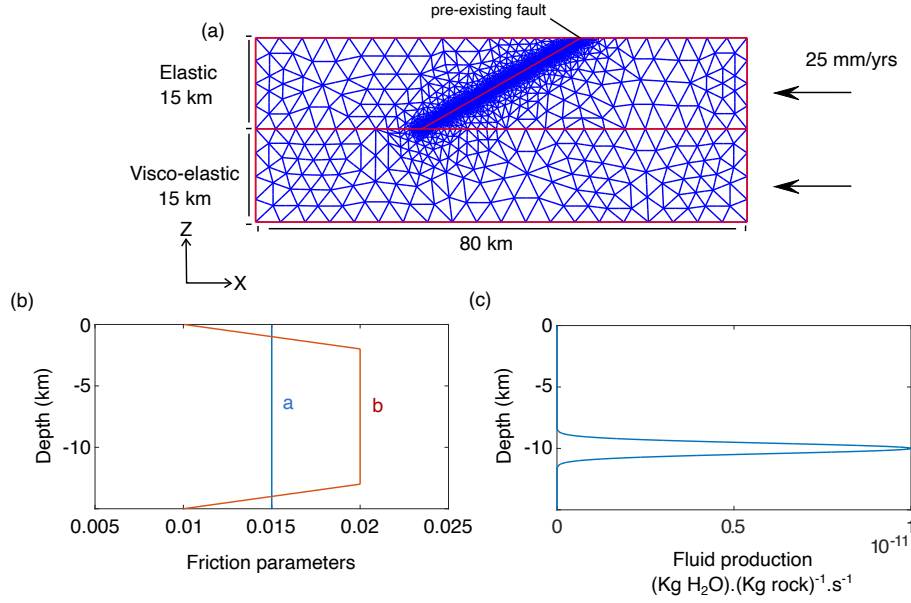 pre-existing fault
(a)
Elastic
15 km
25 mm/yrs
Visco-elastic
15 km
80 km
Z
X
(b)
(c)
0
-5
-10
Depth (km)
a
b
0.005
0.01
0.015
0.02
0.025
Friction parameters
0
-5
-10
Depth (km)
0
0.5
1
10⁻¹¹
Fluid production
(Kg H₂O).(Kg rock)⁻¹.s⁻¹